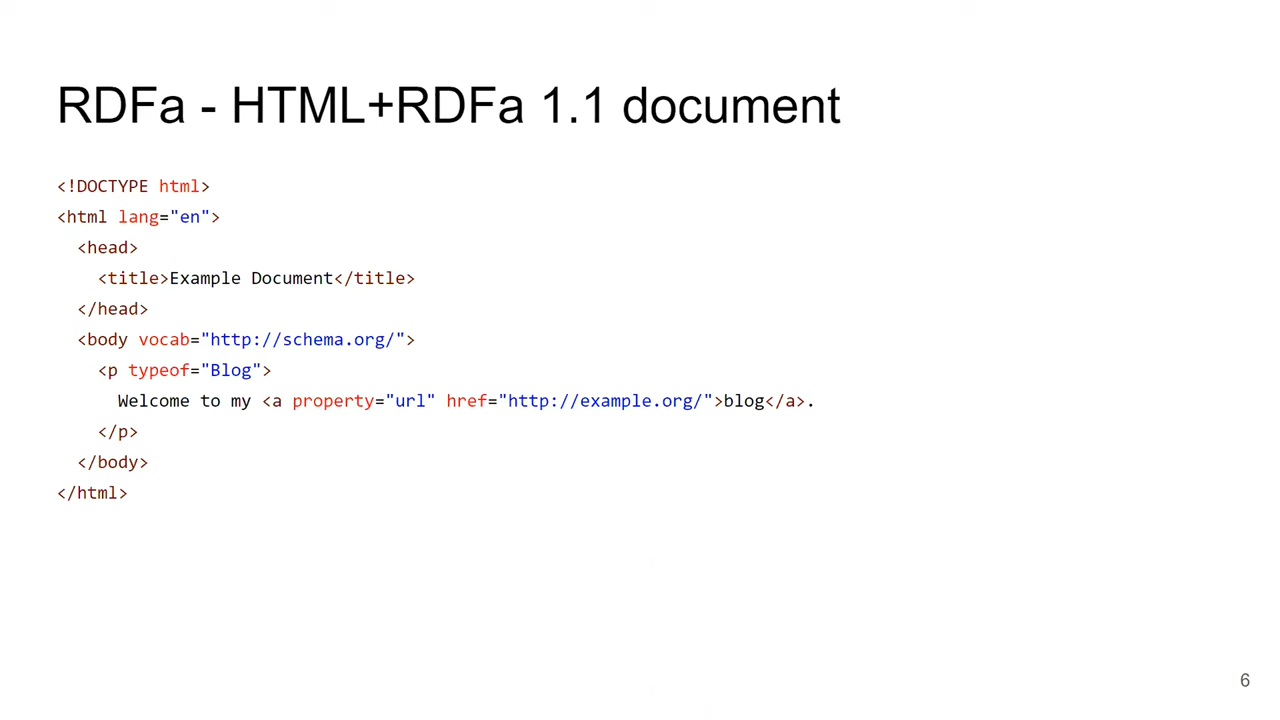 RDFa - HTML+RDFa 1.1 document
<!DOCTYPE html>
<html lang="en">
  <head>
    <title>Example Document</title>
  </head>
  <body vocab="http://schema.org/">
    <p typeof="Blog">
      Welcome to my <a property="url" href="http://example.org/">blog</a>.
    </p>
  </body>
</html>
6